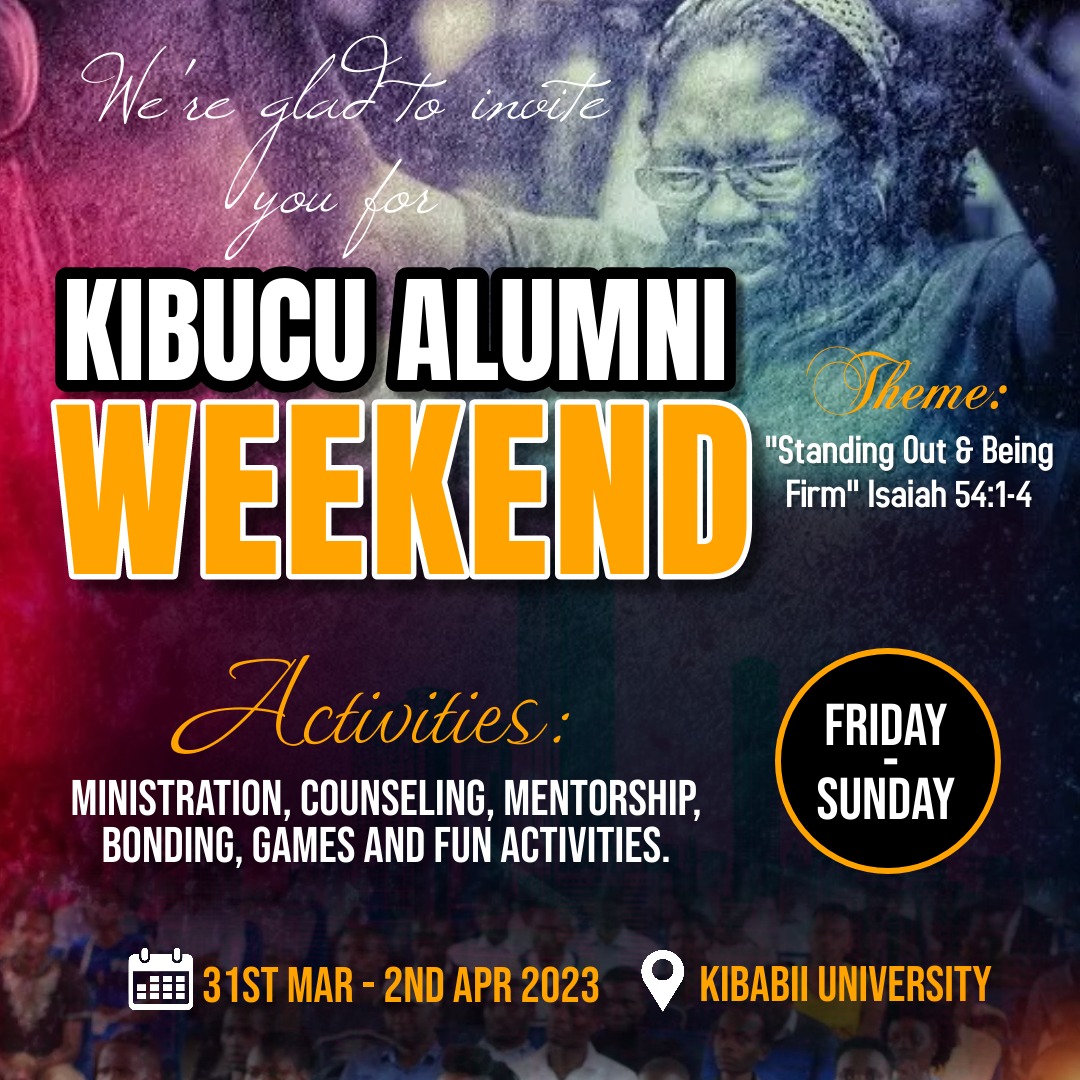 We're glad to invite
you for
KIBUCU ALUMNI
WEEKEND
Theme:
"Standing Out & Being
Firm" Isaiah 54:1-4
Activities:
MINISTRATION, COUNSELING, MENTORSHIP,
BONDING, GAMES AND FUN ACTIVITIES.
FRIDAY
-
SUNDAY
31ST MAR - 2ND APR 2023
KIBABII UNIVERSITY